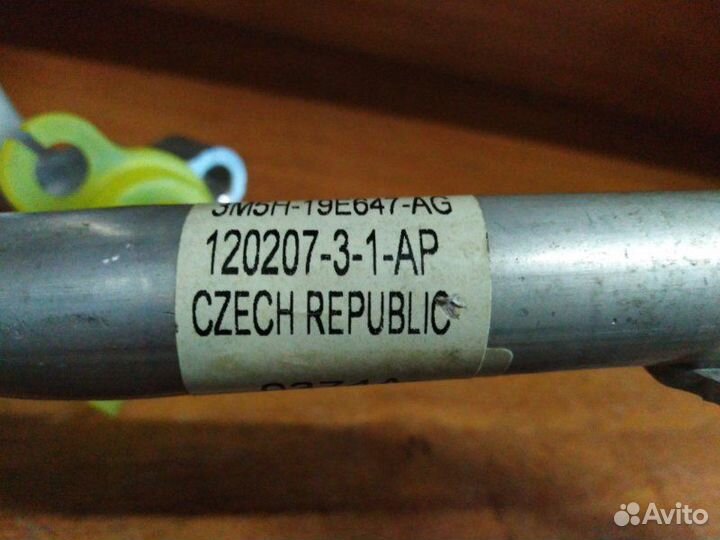 3M5H-19E647-AG
120207-3-1-AP
CZECH REPUBLIC
Avito